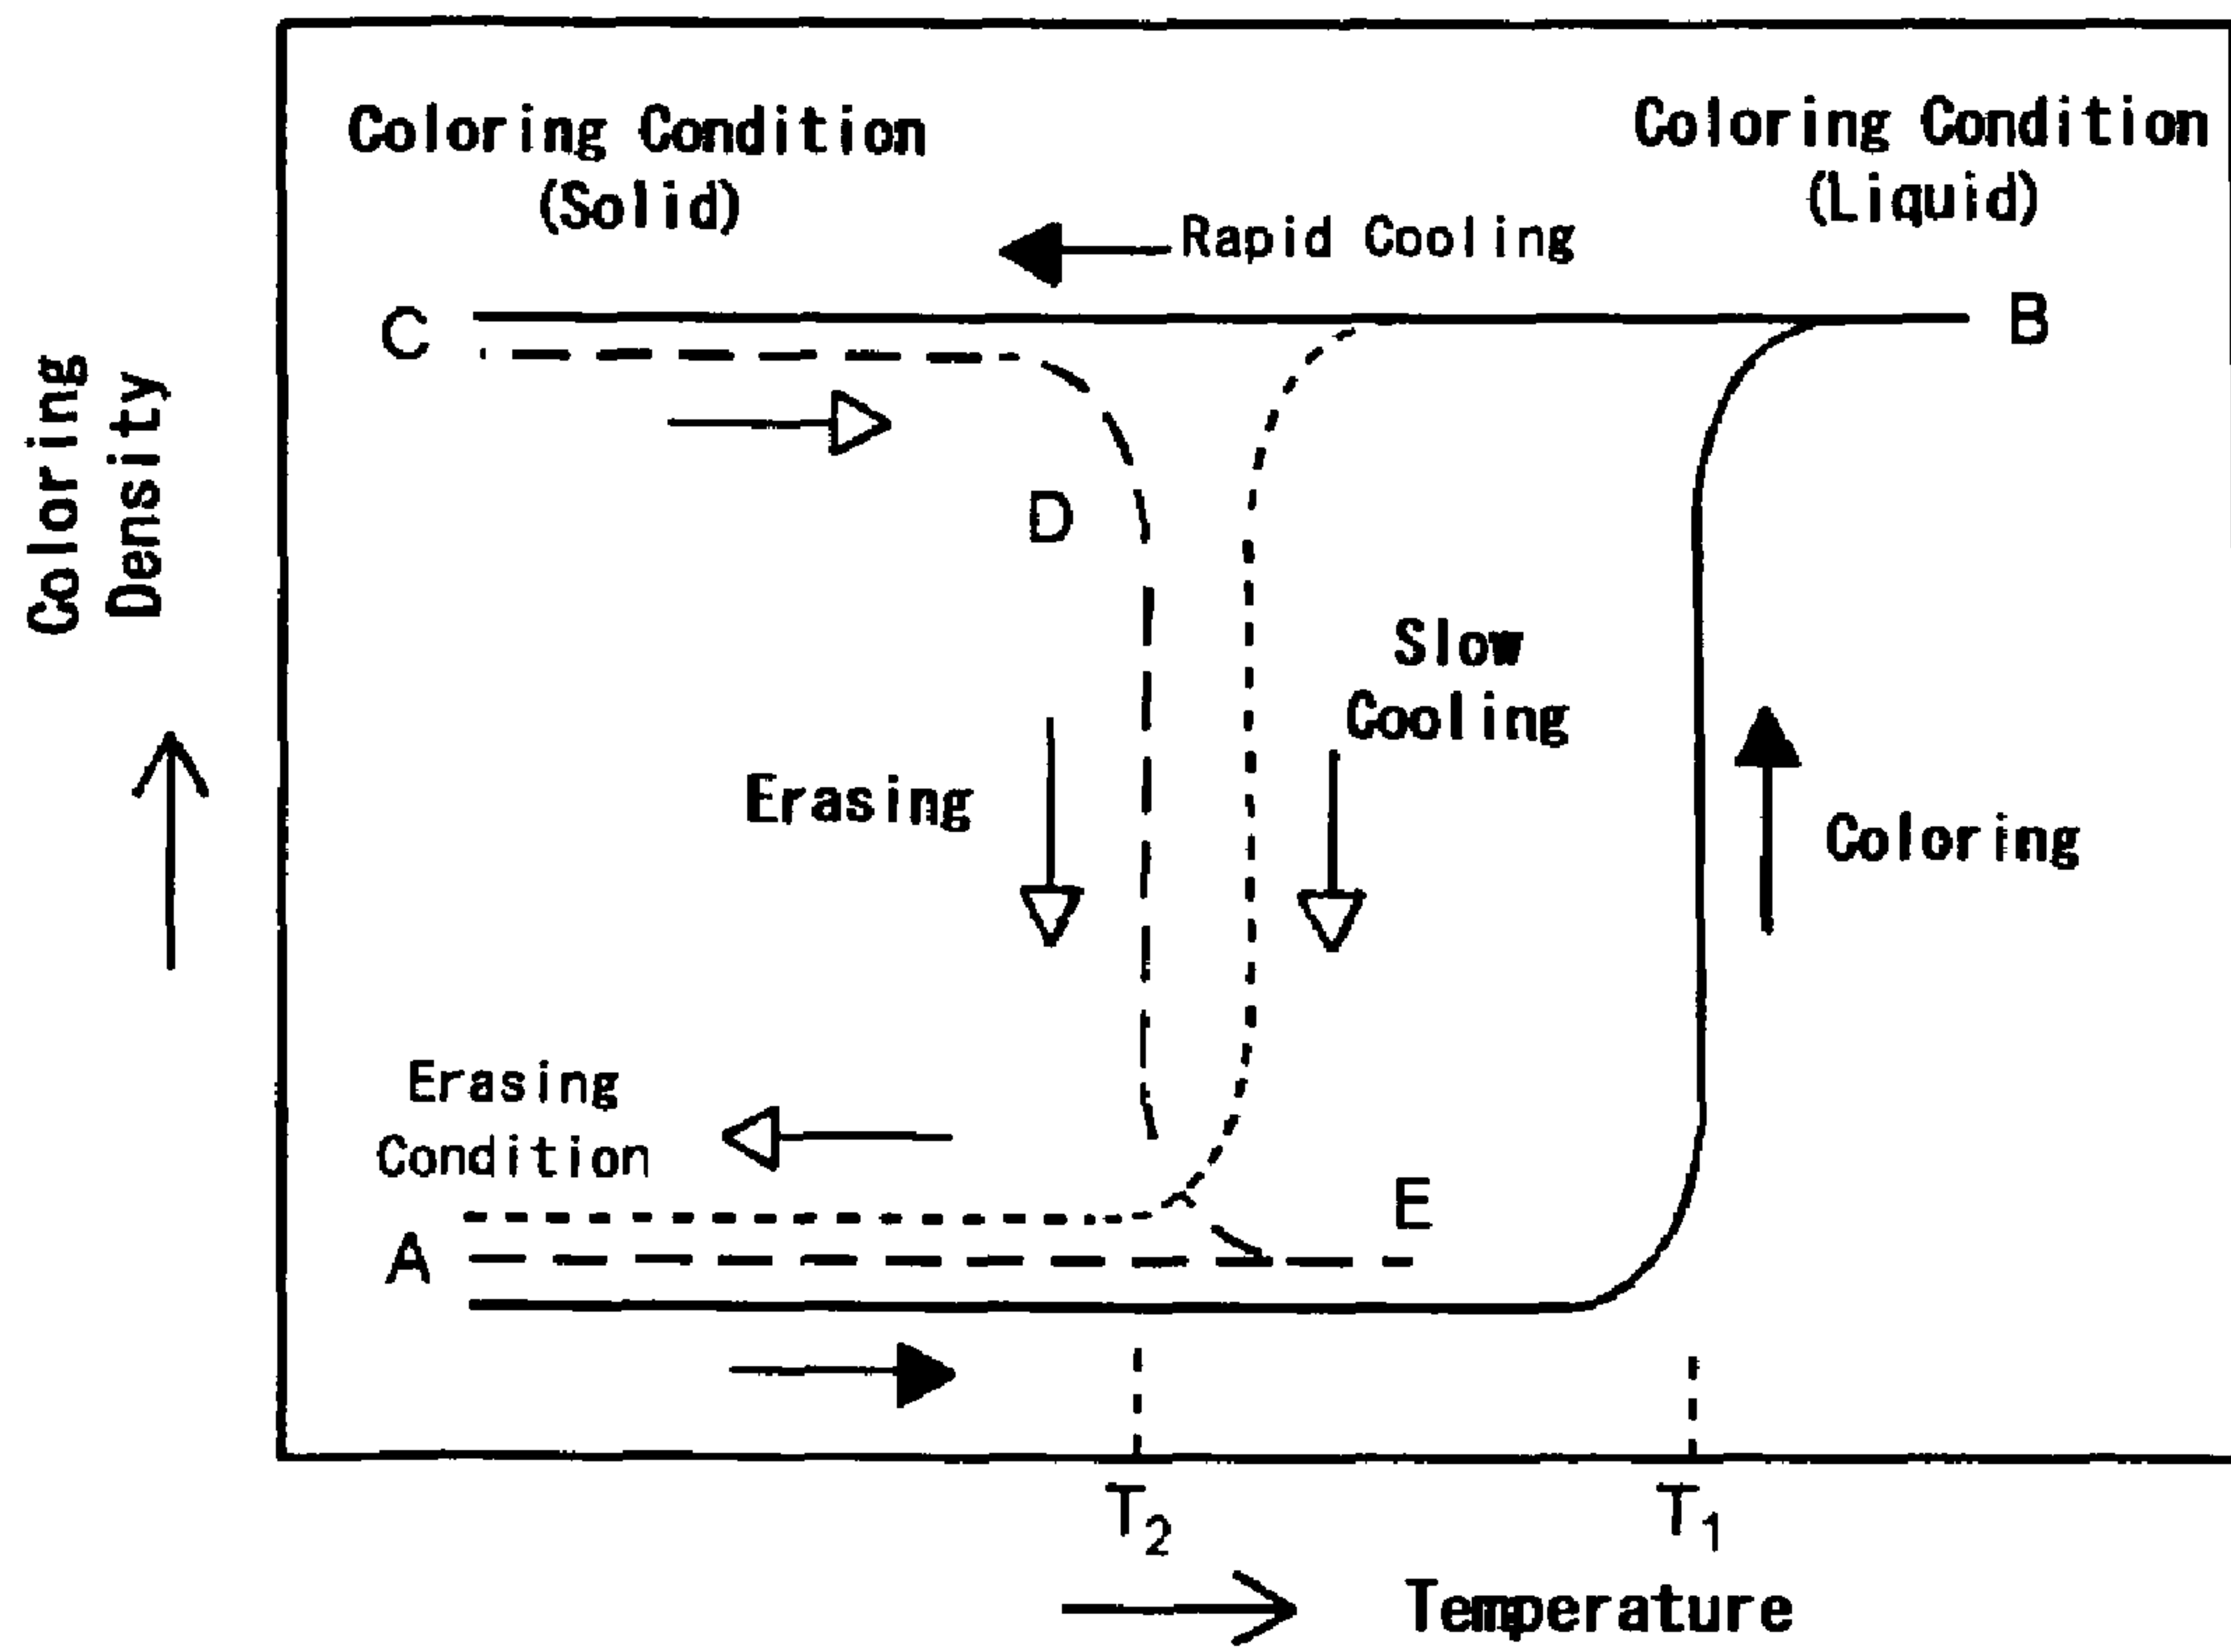 Coloring Condition
(Solid)
Coloring Condition
(Liquid)
Rapid Cooling
C
B
D
Coloring
Density
Slow
Cooling
Erasing
Coloring
Erasing
Condition
E
A
T2
T1
Temperature